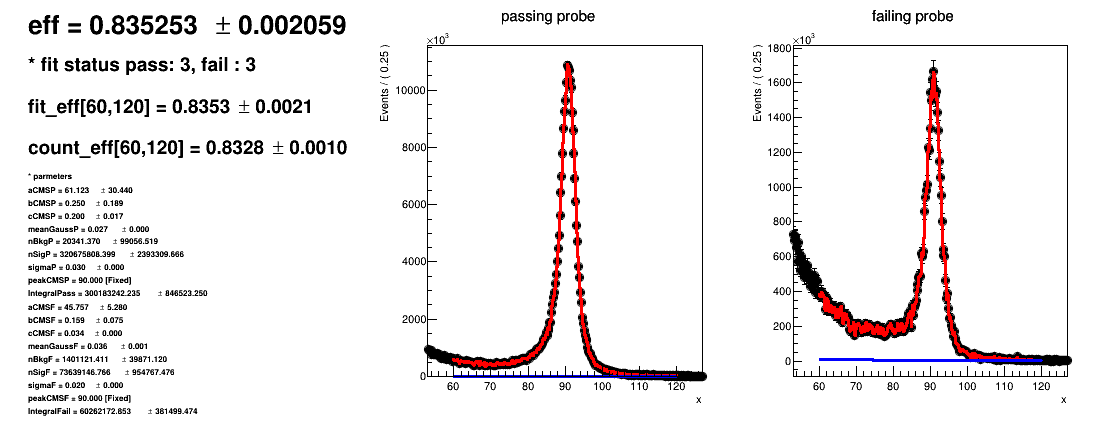 eff = 0.835253 ± 0.002059
* fit status pass: 3, fail : 3
fit_eff[60,120] = 0.8353 ± 0.0021
count_eff[60,120] = 0.8328 ± 0.0010
* parmeters
aCMSP = 61.123 ± 30.440
bCMSP = 0.250 ± 0.189
cCMSP = 0.200 ± 0.017
meanGaussP = 0.027 ± 0.000
nBkgP = 20341.370 ± 99056.519
nSigP = 320675808.399 ± 2393309.666
sigmaP = 0.030 ± 0.000
peakCMSP = 90.000 [Fixed]
IntegralPass = 300183242.235 ± 846523.250
aCMSF = 45.757 ± 5.280
bCMSF = 0.159 ± 0.075
cCMSF = 0.034 ± 0.000
meanGaussF = 0.036 ± 0.001
nBkgF = 1401121.411 ± 39871.120
nSigF = 73639146.766 ± 954767.476
sigmaF = 0.020 ± 0.000
peakCMSF = 90.000 [Fixed]
IntegralFail = 60262172.853 ± 381499.474
passing probe
×10³
Events / ( 0.25 )
10000
8000
6000
4000
2000
0
60 70 80 90 100 110 120
x
failing probe
×10³
Events / ( 0.25 )
1800
1600
1400
1200
1000
800
600
400
200
0
60 70 80 90 100 110 120
x